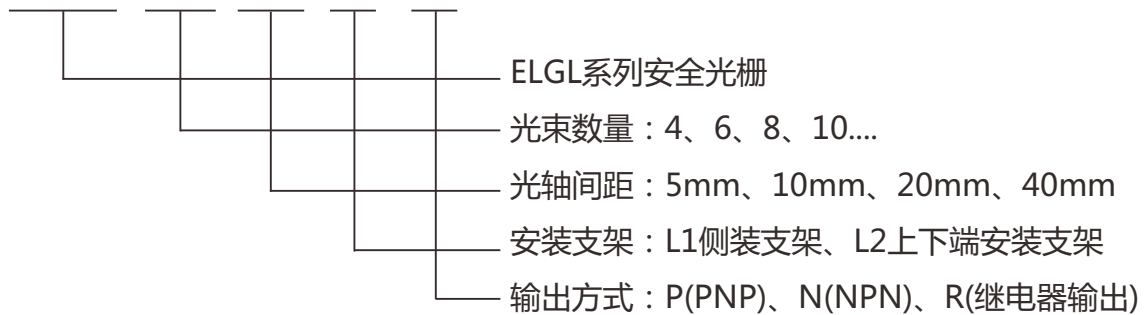 ELGL系列安全光栅
光束数量：4、6、8、10....
光轴间距：5mm、10mm、20mm、40mm
安装支架：L1侧装支架、L2上下端安装支架
输出方式：P(PNP)、N(NPN)、R(继电器输出)